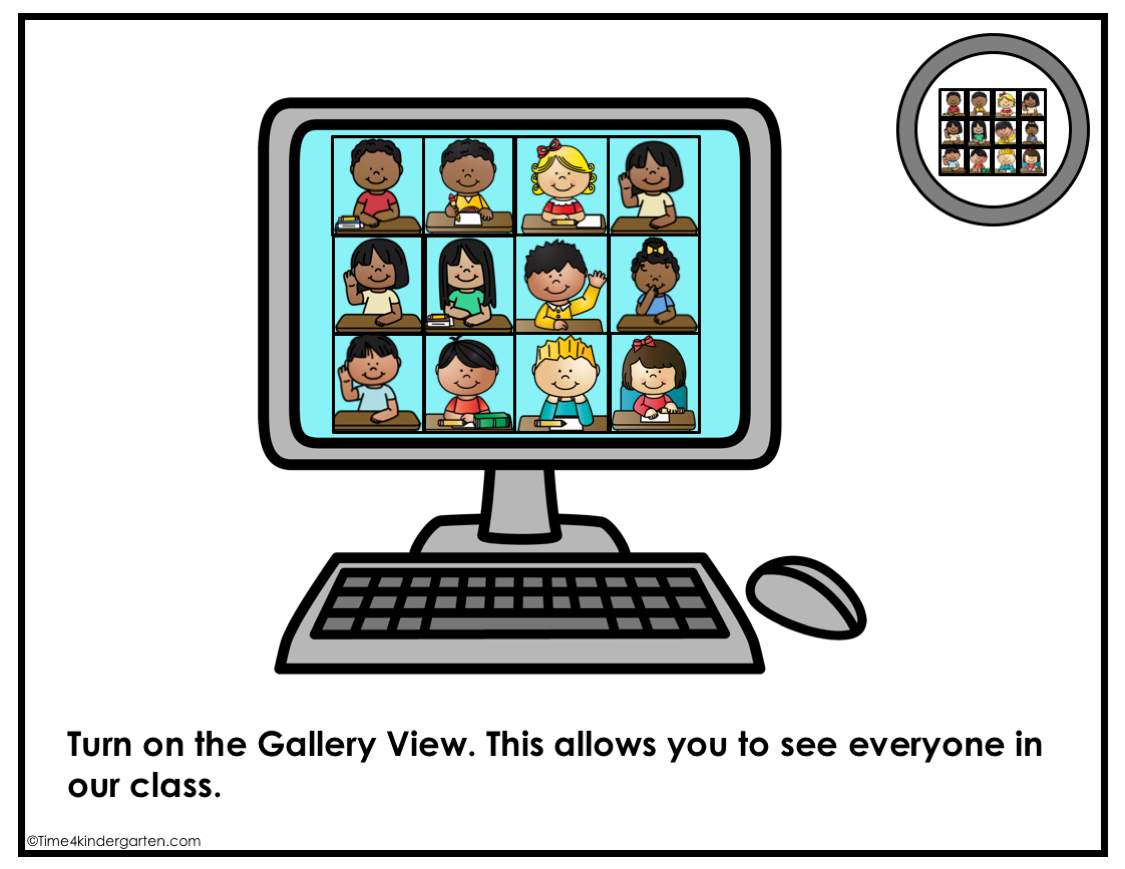 Turn on the Gallery View. This allows you to see everyone in
our class.
©Time4kindergarten.com